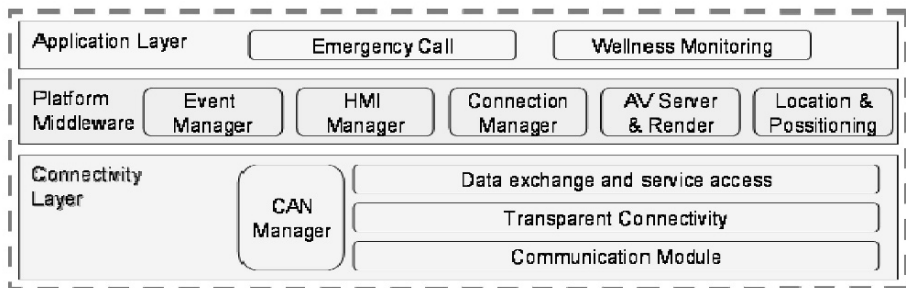 Application Layer
Emergency Call
Wellness Monitoring
Platform
Middleware
Event
Manager
HMI
Manager
Connection
Manager
AV Server
& Render
Location &
Possitioning
Connectivity
Layer
CAN
Manager
Data exchange and service access
Transparent Connectivity
Communication Module